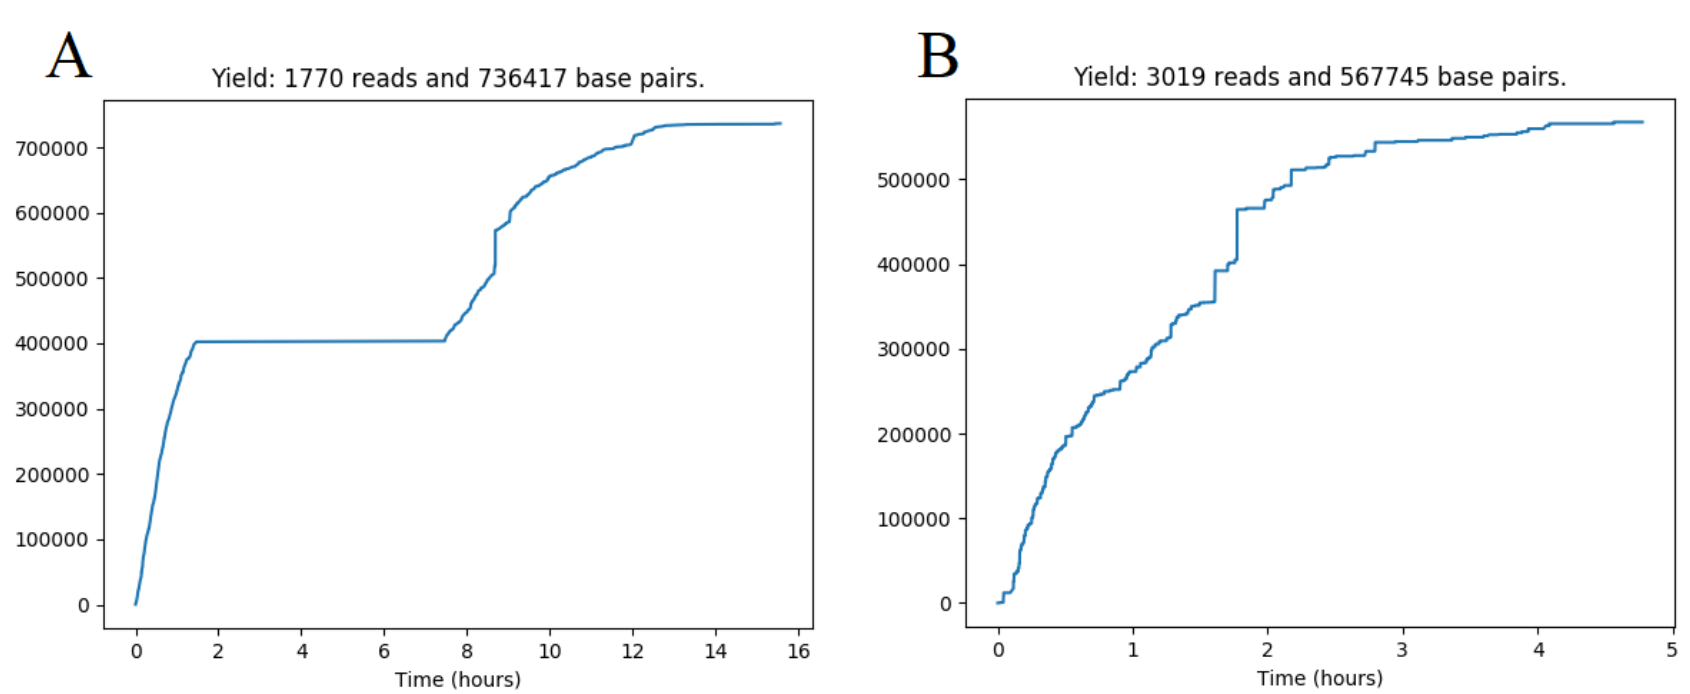 A
Yield: 1770 reads and 736417 base pairs.
700000
600000
500000
400000
300000
200000
100000
0
0 2 4 6 8 10 12 14 16
Time (hours)
B
Yield: 3019 reads and 567745 base pairs.
500000
400000
300000
200000
100000
0
0 1 2 3 4 5
Time (hours)